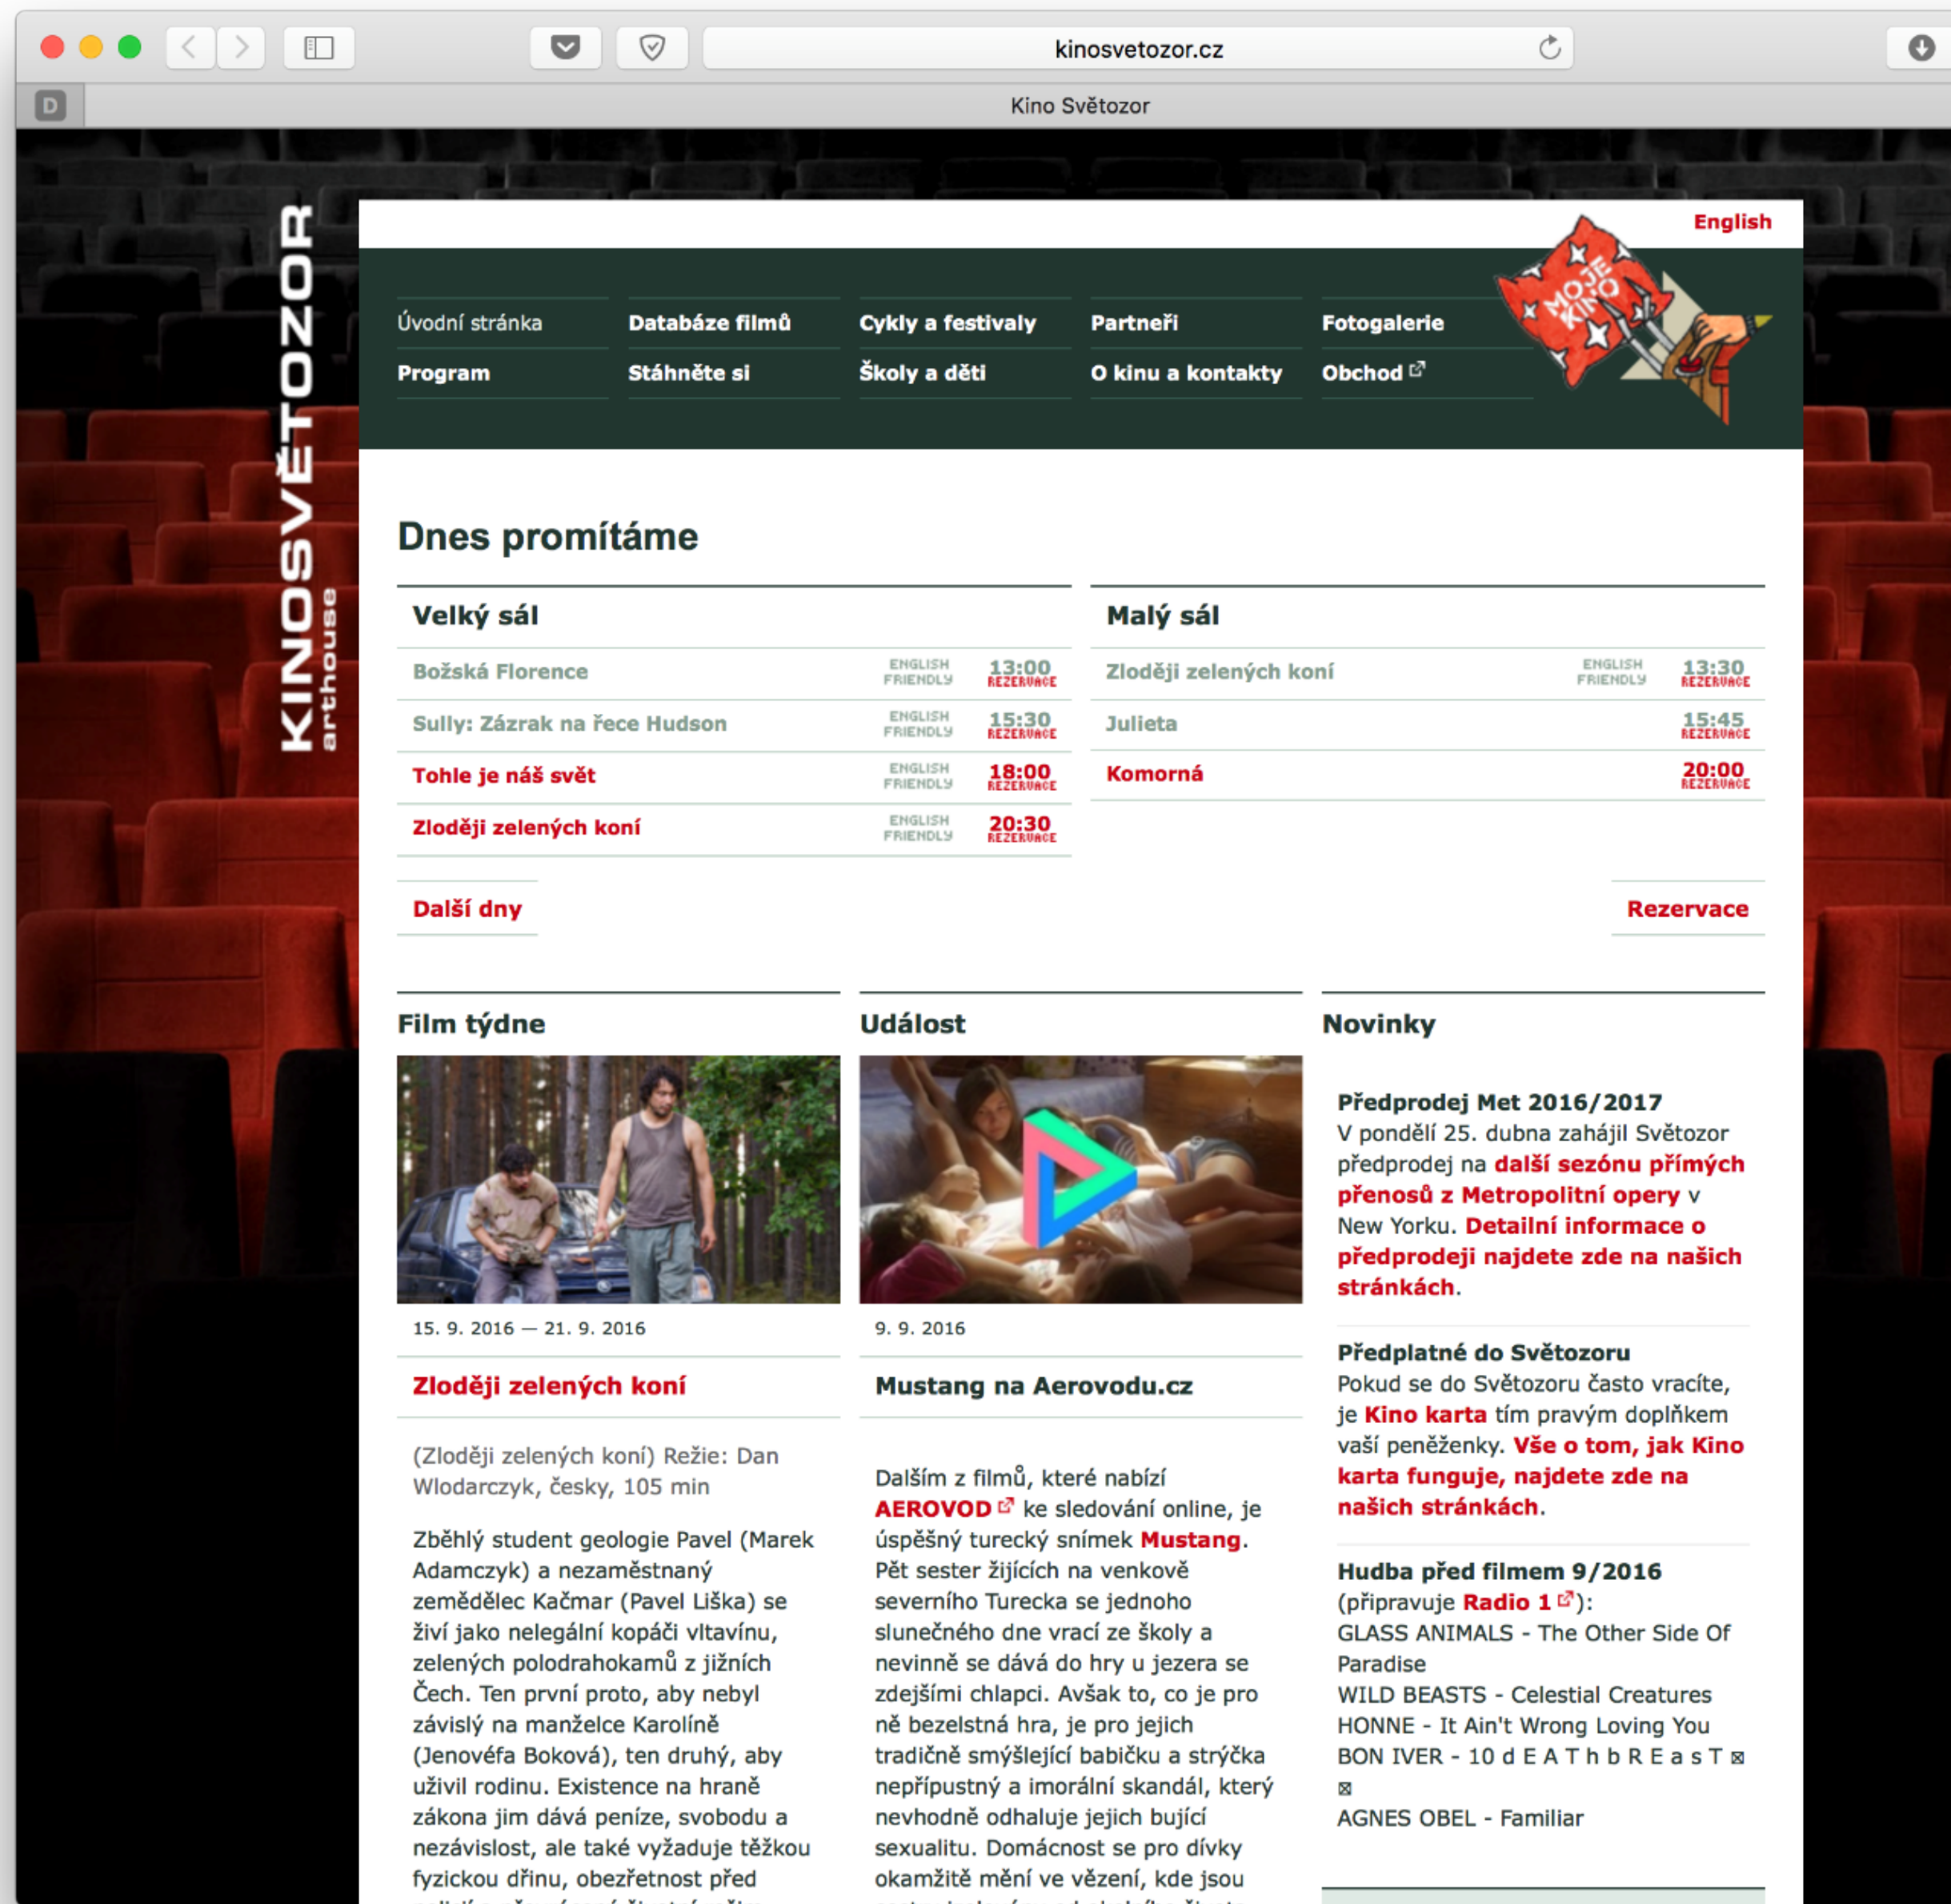 kinosvetozor.cz
D
Kino Světozor
KINOSVĚTOZOR
arthouse
English
MOJE
KINO
Úvodní stránka
Databáze filmů
Cykly a festivaly
Partneři
Fotogalerie
Program
Stáhněte si
Školy a děti
O kinu a kontakty
Obchod
Dnes promítáme
Velký sál
Božská Florence ENGLISH FRIENDLY 13:00 REZERVACE
Sully: Zázrak na řece Hudson ENGLISH FRIENDLY 15:30 REZERVACE
Tohle je náš svět ENGLISH FRIENDLY 18:00 REZERVACE
Zloději zelených koní ENGLISH FRIENDLY 20:30 REZERVACE
Malý sál
Zloději zelených koní ENGLISH FRIENDLY 13:30 REZERVACE
Julieta 15:45 REZERVACE
Komorná 20:00 REZERVACE
Další dny
Rezervace
Film týdne
15. 9. 2016 — 21. 9. 2016
Zloději zelených koní
(Zloději zelených koní) Režie: Dan
Wlodarczyk, česky, 105 min
Zběhlý student geologie Pavel (Marek
Adamczyk) a nezaměstnaný
zemědělec Kačmar (Pavel Liška) se
živí jako nelegální kopáči vltavínu,
zelených polodrahokamů z jižních
Čech. Ten první proto, aby nebyl
závislý na manželce Karolíně
(Jenovéfa Boková), ten druhý, aby
uživil rodinu. Existence na hraně
zákona jim dává peníze, svobodu a
nezávislost, ale také vyžaduje těžkou
fyzickou dřinu, obezřetnost před
Událost
9. 9. 2016
Mustang na Aerovodu.cz
Dalším z filmů, které nabízí
AEROVOD ke sledování online, je
úspěšný turecký snímek Mustang.
Pět sester žijících na venkově
severního Turecka se jednoho
slunečného dne vrací ze školy a
nevinně se dává do hry u jezera se
zdejšími chlapci. Avšak to, co je pro
ně bezelstná hra, je pro jejich
tradičně smýšlející babičku a strýčka
nepřípustný a imorální skandál, který
nevhodně odhaluje jejich bující
sexualitu. Domácnost se pro dívky
okamžitě mění ve vězení, kde jsou
Novinky
Předprodej Met 2016/2017
V pondělí 25. dubna zahájil Světozor
předprodej na další sezónu přímých
přenosů z Metropolitní opery v
New Yorku. Detailní informace o
předprodeji najdete zde na našich
stránkách.
Předplatné do Světozoru
Pokud se do Světozoru často vracíte,
je Kino karta tím pravým doplňkem
vaší peněženky. Vše o tom, jak Kino
karta funguje, najdete zde na
našich stránkách.
Hudba před filmem 9/2016
(připravuje Radio 1):
GLASS ANIMALS - The Other Side Of
Paradise
WILD BEASTS - Celestial Creatures
HONNE - It Ain't Wrong Loving You
BON IVER - 10 d E A T h b R E a s T ⊠
⊠
AGNES OBEL - Familiar